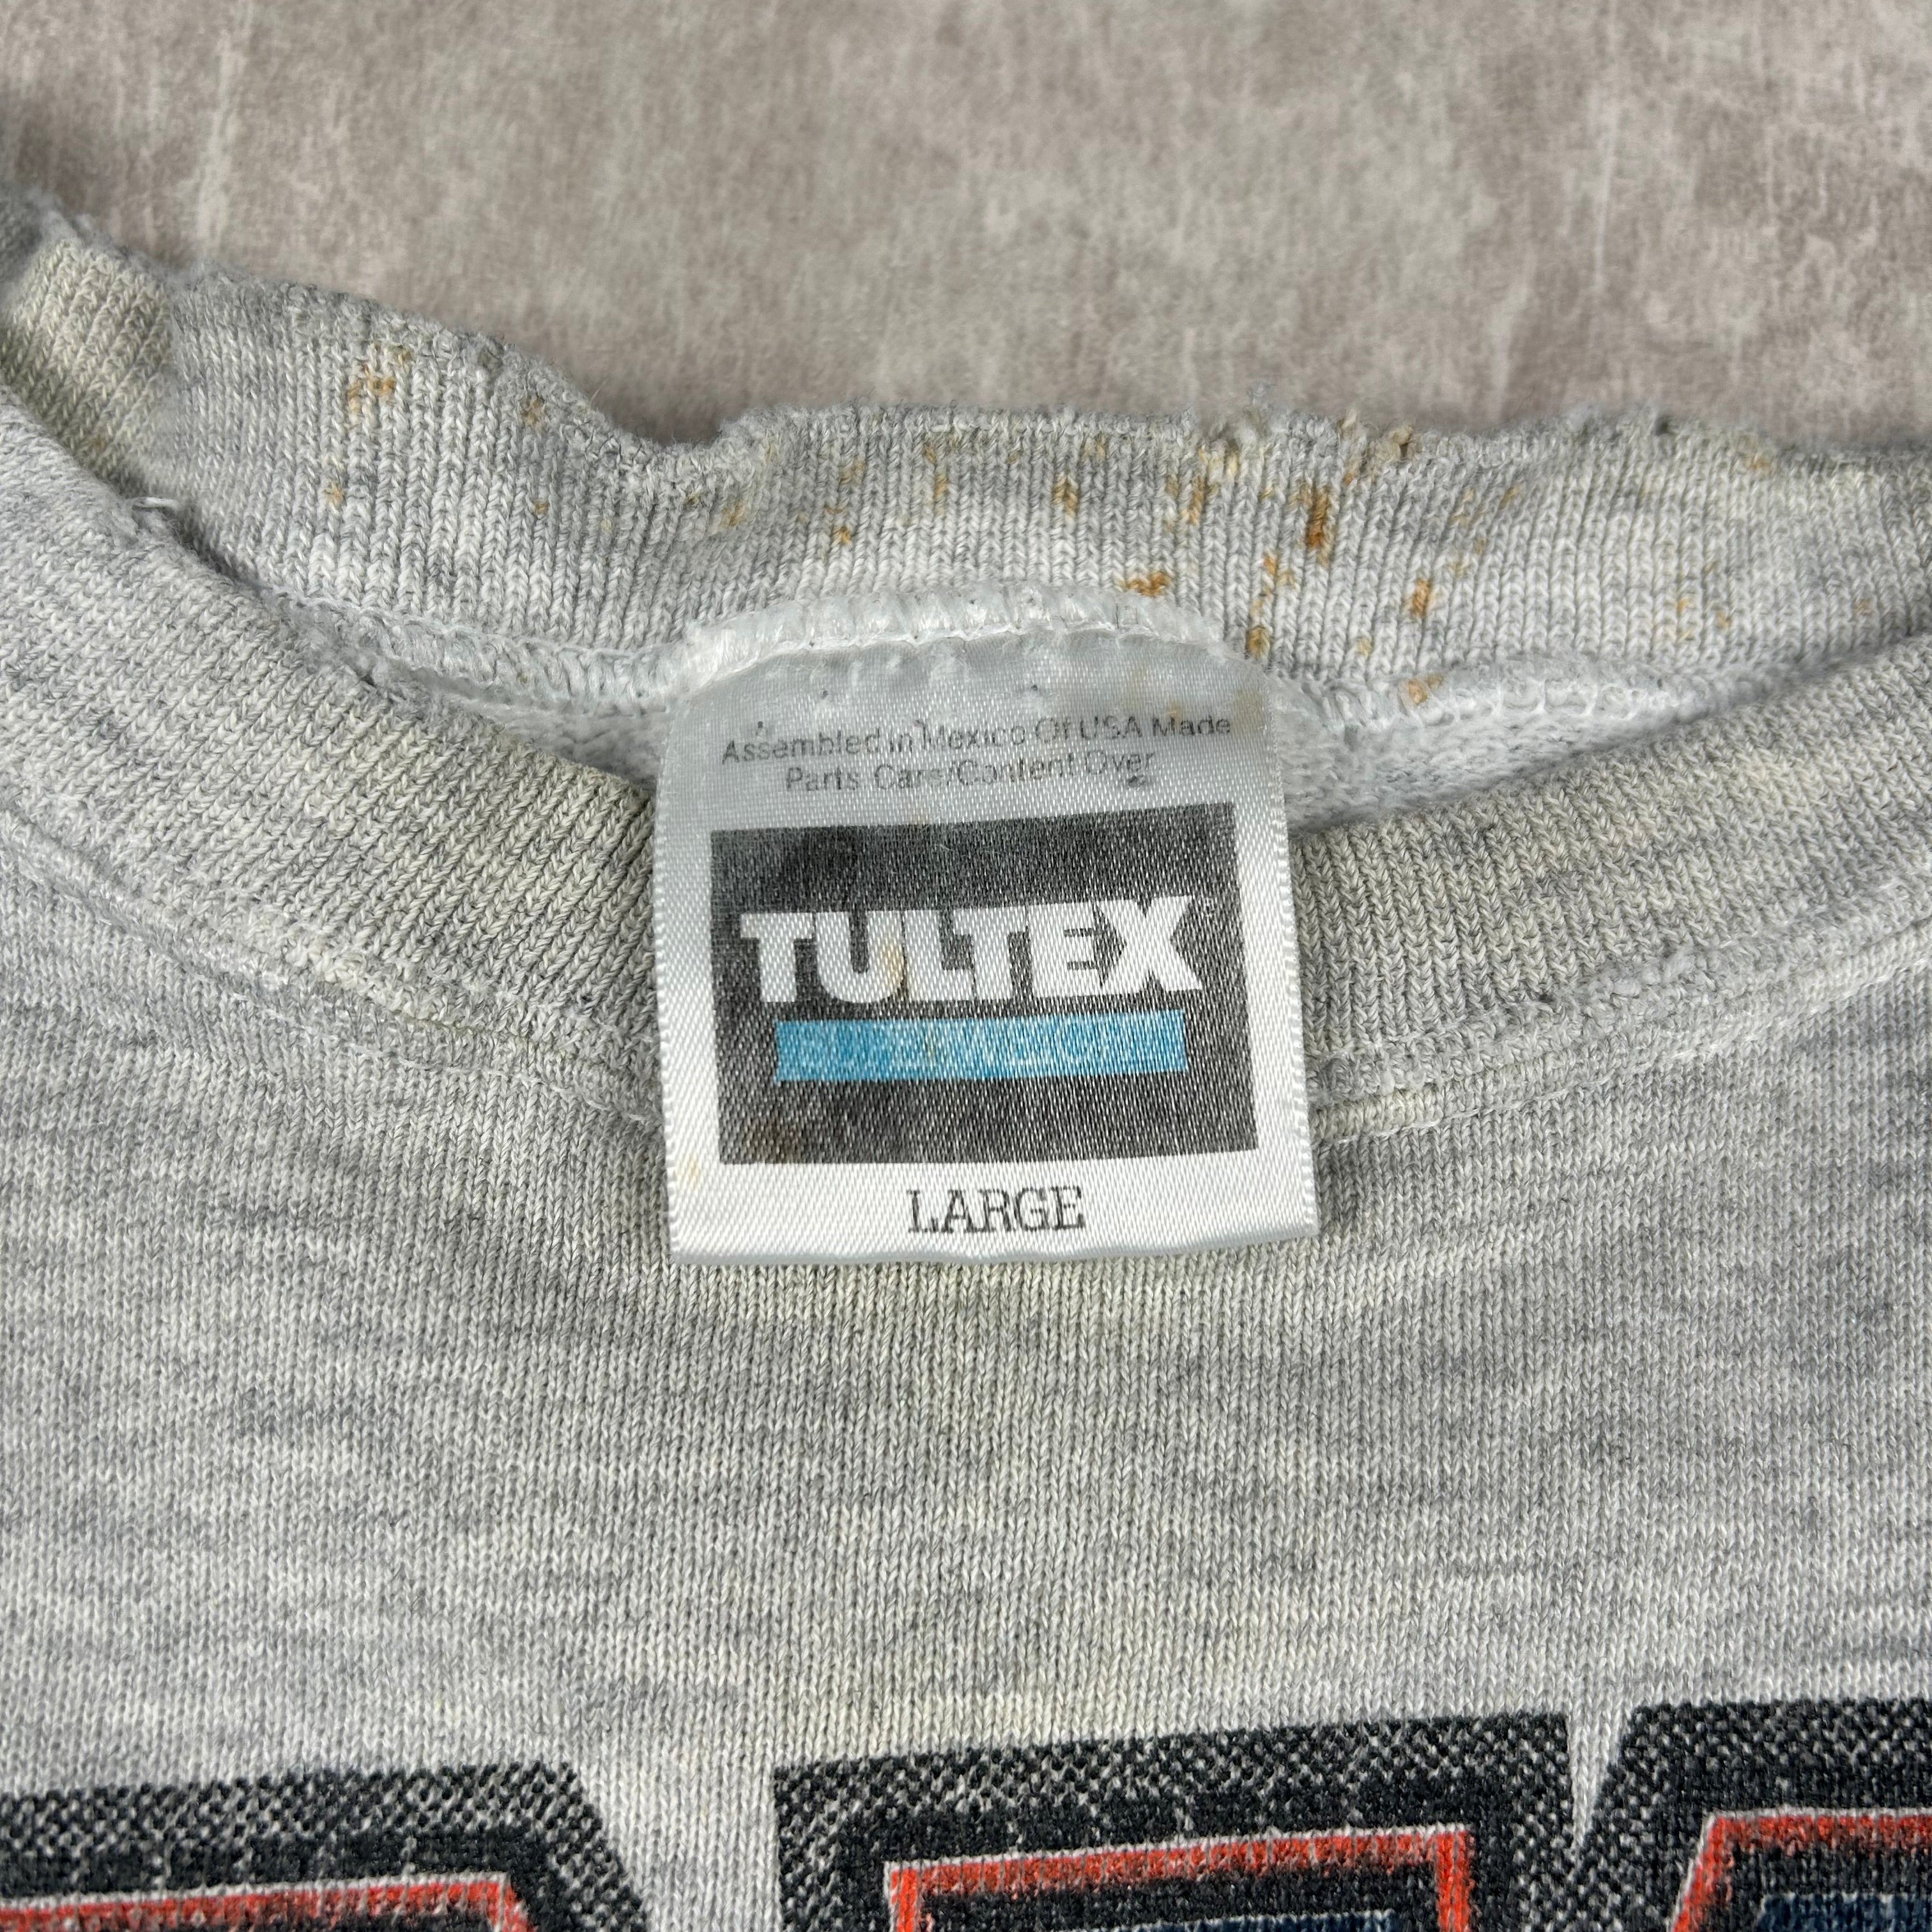 Assembled in Mexico Of USA Made
Parts Care/Content Over
TULTEX
LARGE